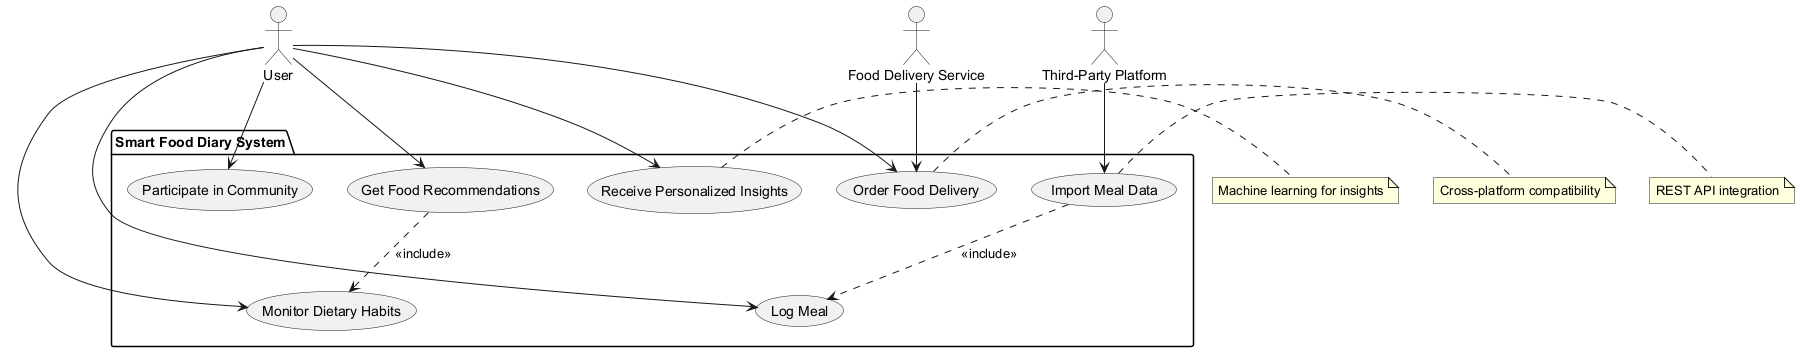 User
Food Delivery Service
Third-Party Platform
Smart Food Diary System
Participate in Community
Get Food Recommendations
Receive Personalized Insights
Order Food Delivery
Import Meal Data
Machine learning for insights
Cross-platform compatibility
REST API integration
«include»
«include»
Monitor Dietary Habits
Log Meal